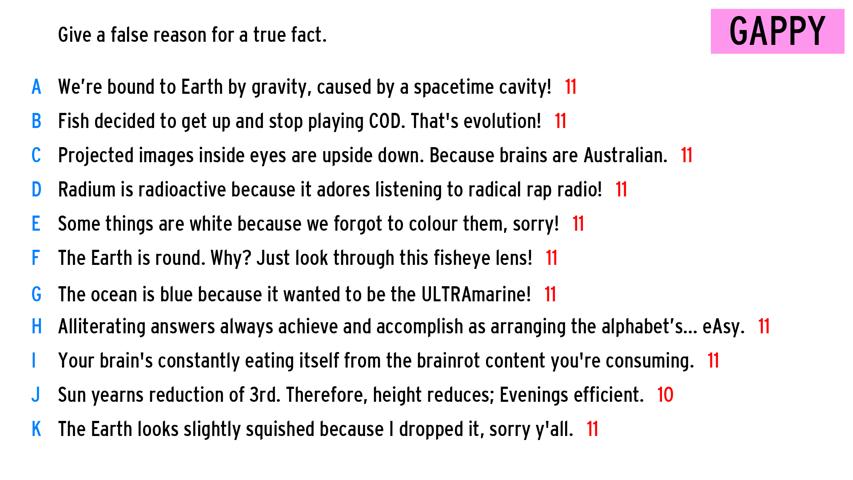 Give a false reason for a true fact.
GAPPY
A We're bound to Earth by gravity, caused by a spacetime cavity! 11
B Fish decided to get up and stop playing COD. That's evolution! 11
C Projected images inside eyes are upside down. Because brains are Australian. 11
D Radium is radioactive because it adores listening to radical rap radio! 11
E Some things are white because we forgot to colour them, sorry! 11
F The Earth is round. Why? Just look through this fisheye lens! 11
G The ocean is blue because it wanted to be the ULTRAmarine! 11
H Alliterating answers always achieve and accomplish as arranging the alphabet's... eAsy. 11
I Your brain's constantly eating itself from the brainrot content you're consuming. 11
J Sun yearns reduction of 3rd. Therefore, height reduces; Evenings efficient. 10
K The Earth looks slightly squished because I dropped it, sorry y'all. 11